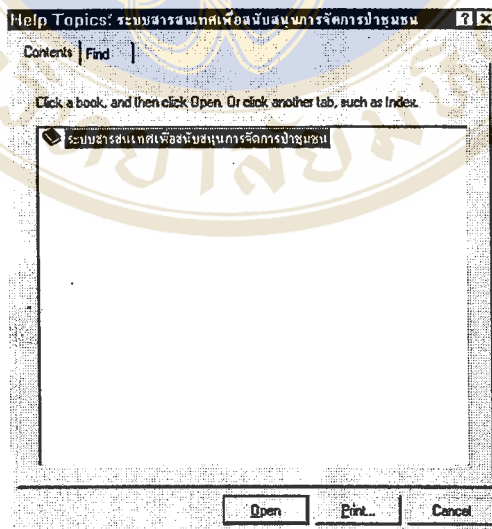 Help Topics: ระบบสารสนเทศเพื่อสนับสนุนการจัดการป่าชุมชน
Contents Find
Click a book, and then click Open. Or click another tab, such as Index.
ระบบสารสนเทศเพื่อสนับสนุนการจัดการป่าชุมชน
Open Print... Cancel